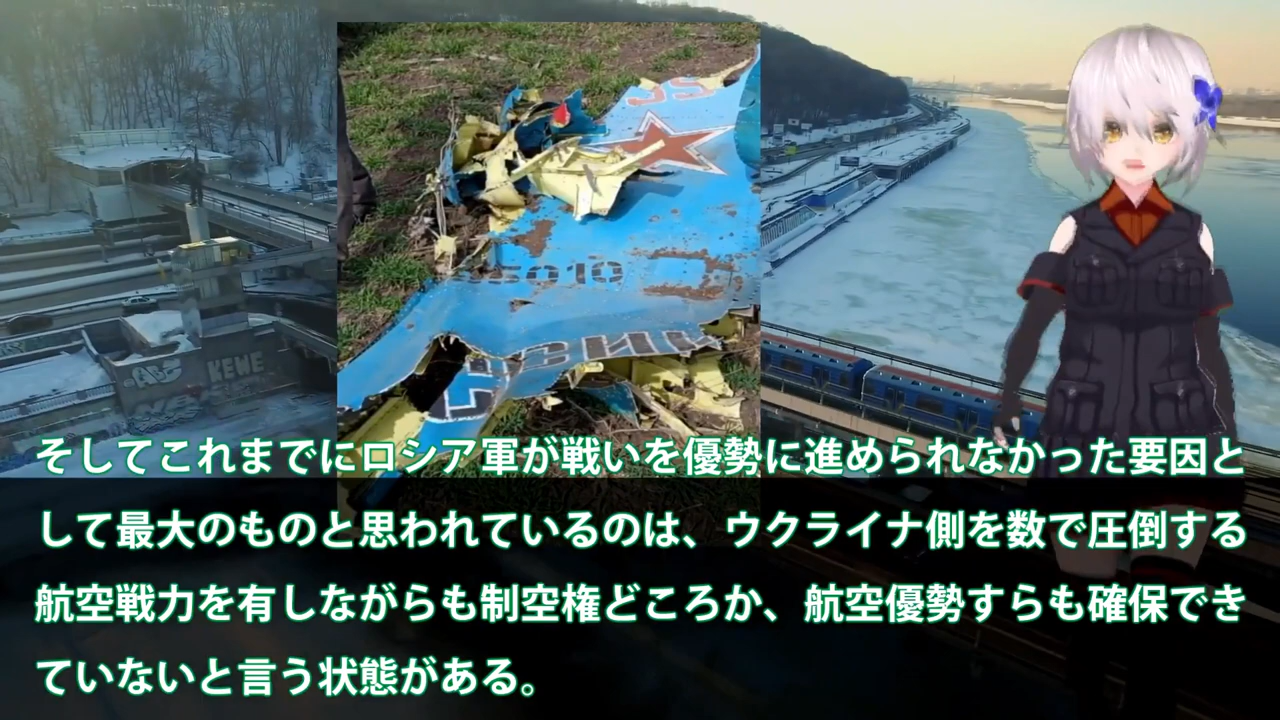 そしてこれまでにロシア軍が戦いを優勢に進められなかった要因と
して最大のものと思われているのは、ウクライナ側を数で圧倒する
航空戦力を有しながらも制空権どころか、航空優勢すらも確保でき
ていないと言う状態がある。